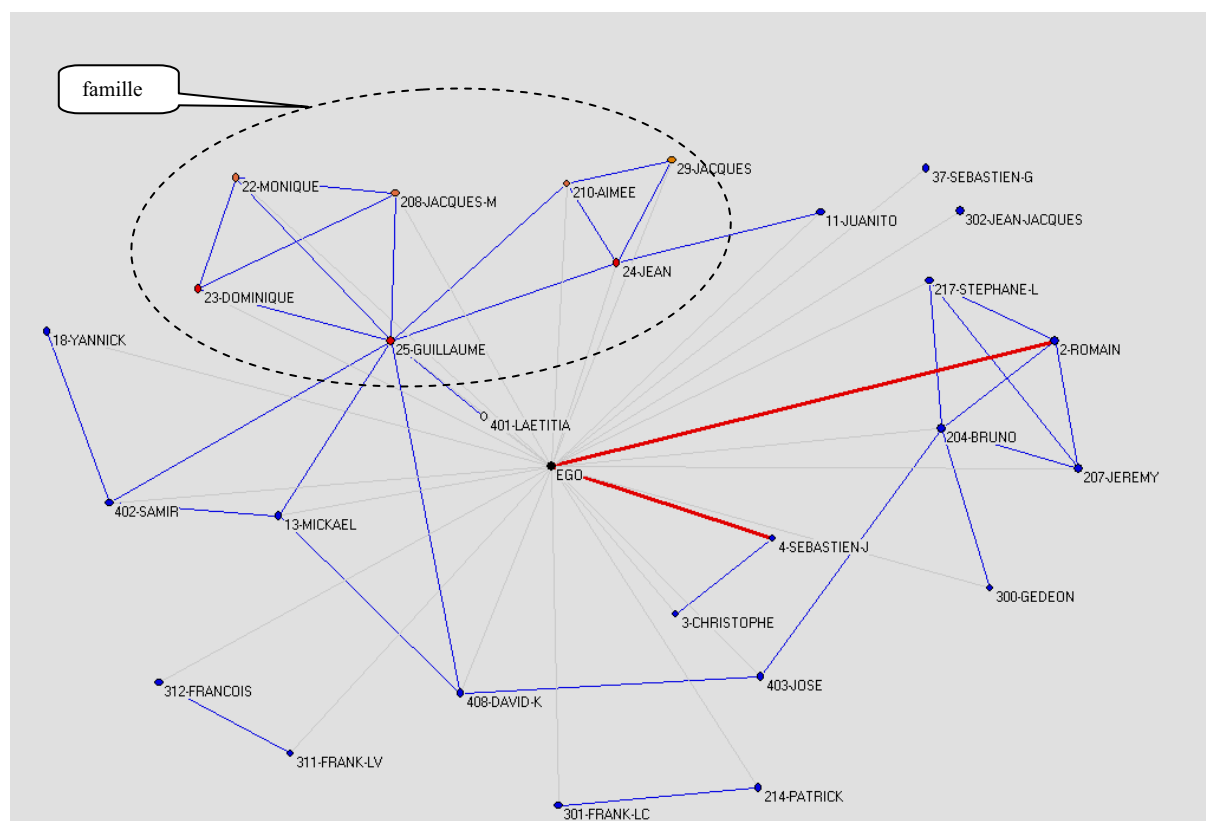 famille
29-JACQUES
37-SEBASTIEN-G
22-MONIQUE
210-AIMEE
208-JACQUES-M
11-JUANITO
302-JEAN-JACQUES
24-JEAN
217-STEPHANE-L
23-DOMINIQUE
18-YANNICK
25-GUILLAUME
2-ROMAIN
401-LAETITIA
204-BRUNO
EGO
207-JEREMY
402-SAMIR
13-MICKAEL
4-SEBASTIEN-J
300-GEDEON
3-CHRISTOPHE
403-JOSE
312-FRANCOIS
408-DAVID-K
311-FRANK-LV
214-PATRICK
301-FRANK-LC